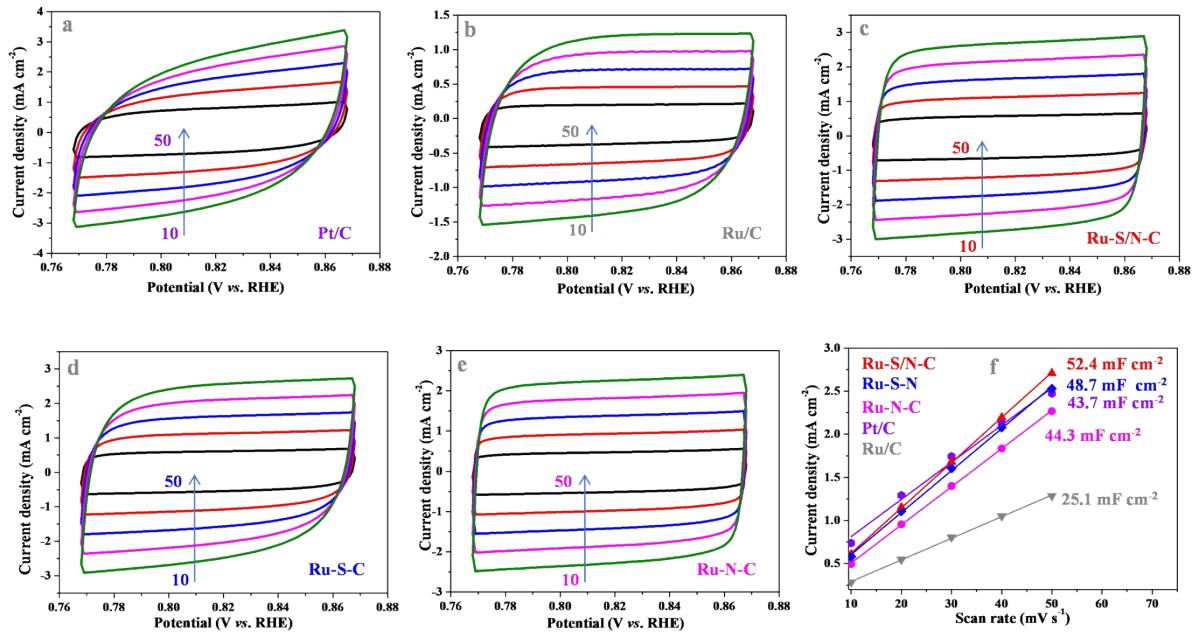 a
4
3
2
1
0
-1
-2
-3
-4
Current density (mA cm-2)
50
10
Pt/C
0.76 0.80 0.84 0.88
Potential (V vs. RHE)
b
1.5
1.0
0.5
0.0
-0.5
-1.0
-1.5
-2.0
Current density (mA cm-2)
50
10
Ru/C
0.76 0.78 0.80 0.82 0.84 0.86 0.88
Potential (V vs. RHE)
c
3
2
1
0
-1
-2
-3
Current density (mA cm-2)
50
10
Ru-S/N-C
0.76 0.78 0.80 0.82 0.84 0.86 0.88
Potential (V vs. RHE)
d
3
2
1
0
-1
-2
-3
Current density (mA cm-2)
50
10
Ru-S-C
0.76 0.78 0.80 0.82 0.84 0.86 0.88
Potential (V vs. RHE)
e
3
2
1
0
-1
-2
-3
Current density (mA cm-2)
50
10
Ru-N-C
0.76 0.78 0.80 0.82 0.84 0.86 0.88
Potential (V vs. RHE)
f
3.0
2.5
2.0
1.5
1.0
0.5
Current density (mA cm-2)
Ru-S/N-C
Ru-S-N
Ru-N-C
Pt/C
Ru/C
52.4 mF cm-2
48.7 mF cm-2
43.7 mF cm-2
44.3 mF cm-2
25.1 mF cm-2
10 20 30 40 50 60 70
Scan rate (mV s-1)